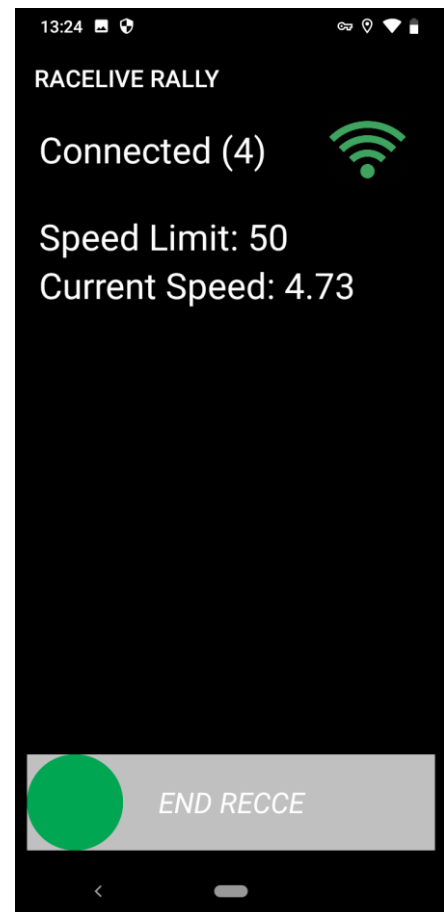 13:24
RACELIVE RALLY
Connected (4)
Speed Limit: 50
Current Speed: 4.73
END RECCE